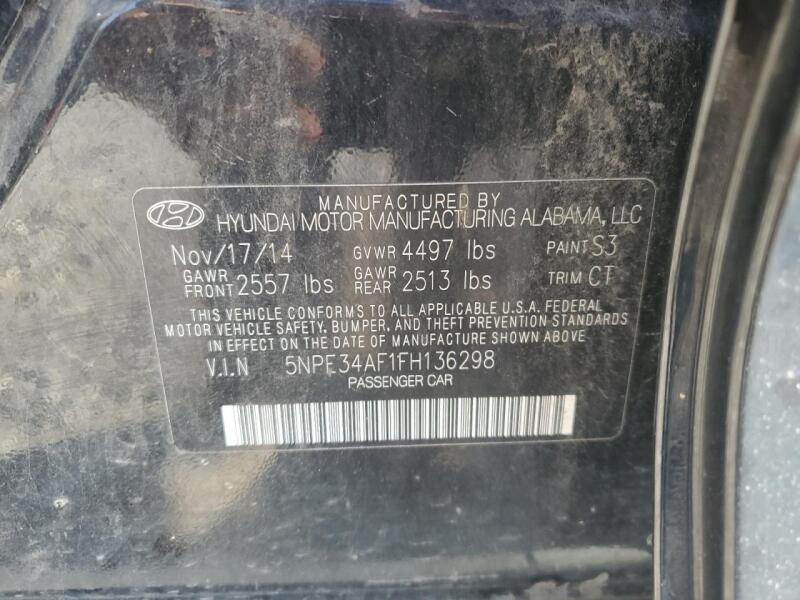 MANUFACTURED BY
HYUNDAI MOTOR MANUFACTURING ALABAMA, LLC
Nov/17/14 GVWR 4497 lbs PAINT S3
GAWR FRONT 2557 lbs GAWR REAR 2513 lbs TRIM CT
THIS VEHICLE CONFORMS TO ALL APPLICABLE U.S.A. FEDERAL
MOTOR VEHICLE SAFETY, BUMPER, AND THEFT PREVENTION STANDARDS
IN EFFECT ON THE DATE OF MANUFACTURE SHOWN ABOVE
V.I.N 5NPE34AF1FH136298
PASSENGER CAR